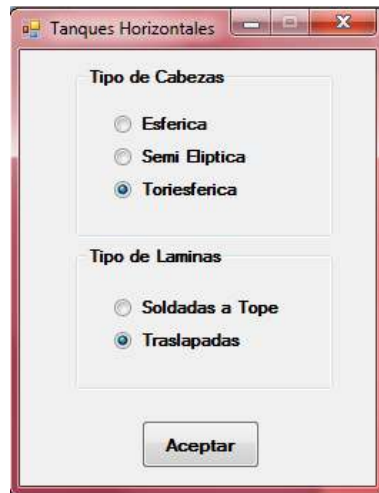 Tanques Horizontales
Tipo de Cabezas
Esferica
Semi Eliptica
Toriesferica
Tipo de Laminas
Soldadas a Tope
Traslapadas
Aceptar